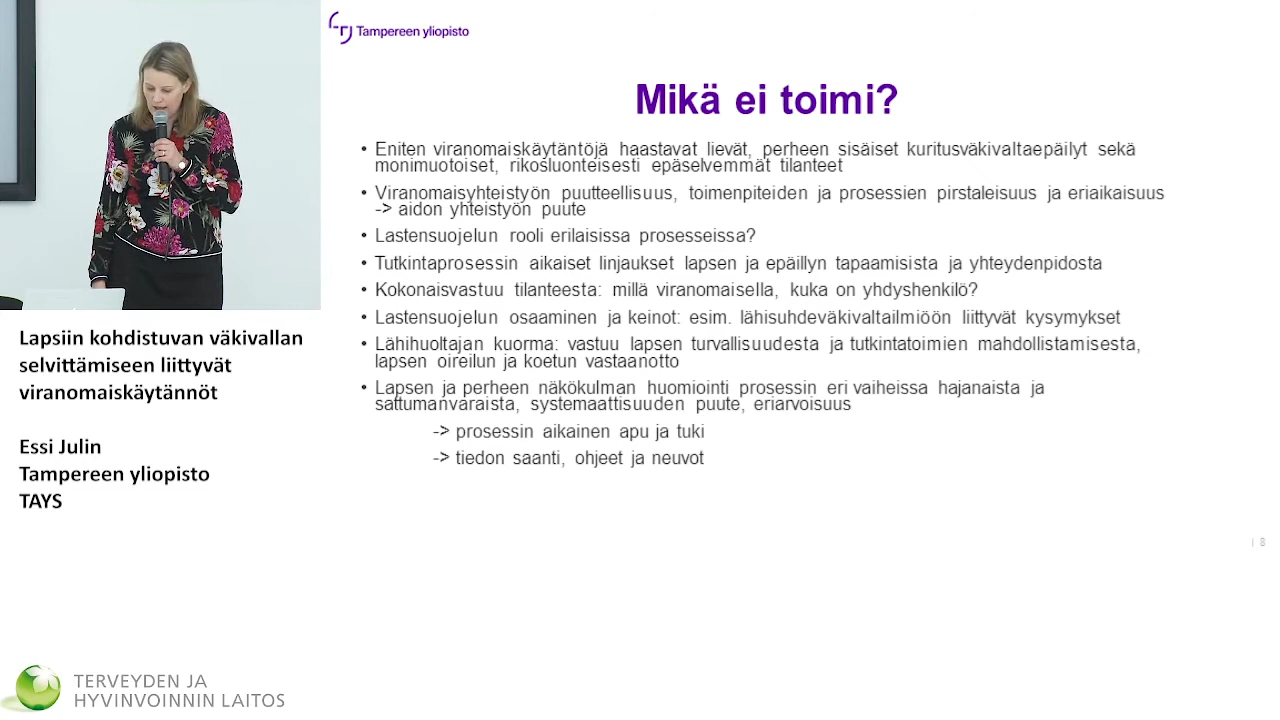 Tampereen yliopisto
Mikä ei toimi?
• Eniten viranomaiskäytäntöjä haastavat lievät, perheen sisäiset kuritusväkivaltaepäilyt sekä
monimuotoiset, rikosluonteisesti epäselvemmät tilanteet
• Viranomaisyhteistyön puutteellisuus, toimenpiteiden ja prosessien pirstaleisuus ja eriaikaisuus
-> aidon yhteistyön puute
• Lastensuojelun rooli erilaisissa prosesseissa?
• Tutkintaprosessin aikaiset linjaukset lapsen ja epäillyn tapaamisista ja yhteydenpidosta
• Kokonaisvastuu tilanteesta: millä viranomaisella, kuka on yhdyshenkilö?
• Lastensuojelun osaaminen ja keinot: esim. lähisuhdeväkivaltailmiöön liittyvät kysymykset
• Lähihuoltajan kuorma: vastuu lapsen turvallisuudesta ja tutkintatoimien mahdollistamisesta,
lapsen oireilun ja koetun vastaanotto
• Lapsen ja perheen näkökulman huomiointi prosessin eri vaiheissa hajanaista ja
sattumanvaraista, systemaattisuuden puute, eriarvoisuus
-> prosessin aikainen apu ja tuki
-> tiedon saanti, ohjeet ja neuvot
| 8
Lapsiin kohdistuvan väkivallan
selvittämiseen liittyvät
viranomaiskäytännöt
Essi Julin
Tampereen yliopisto
TAYS
TERVEYDEN JA
HYVINVOINNIN LAITOS